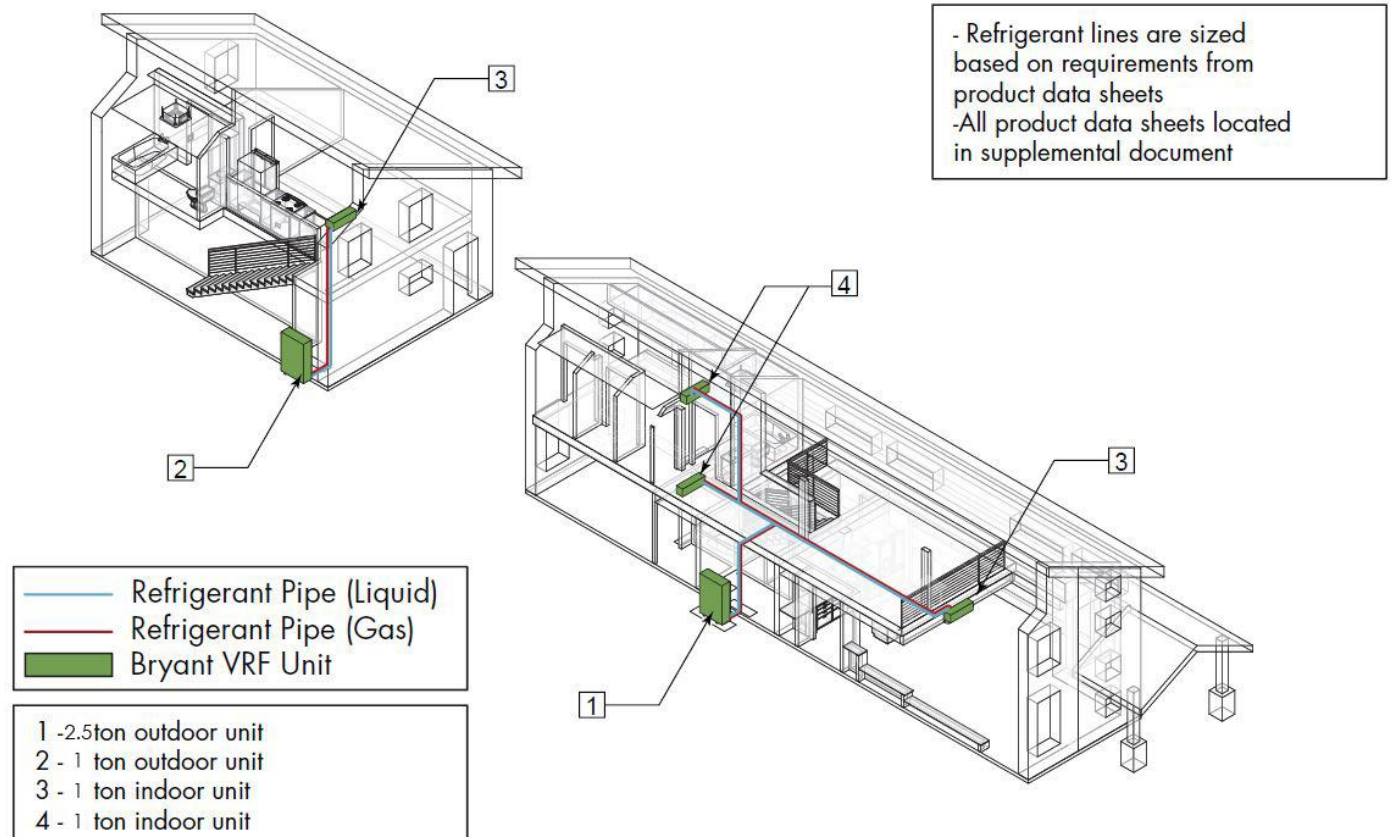 - Refrigerant lines are sized
based on requirements from
product data sheets
-All product data sheets located
in supplemental document
3
2
4
3
1
Refrigerant Pipe (Liquid)
Refrigerant Pipe (Gas)
Bryant VRF Unit
1 -2.5ton outdoor unit
2 - 1 ton outdoor unit
3 - 1 ton indoor unit
4 - 1 ton indoor unit